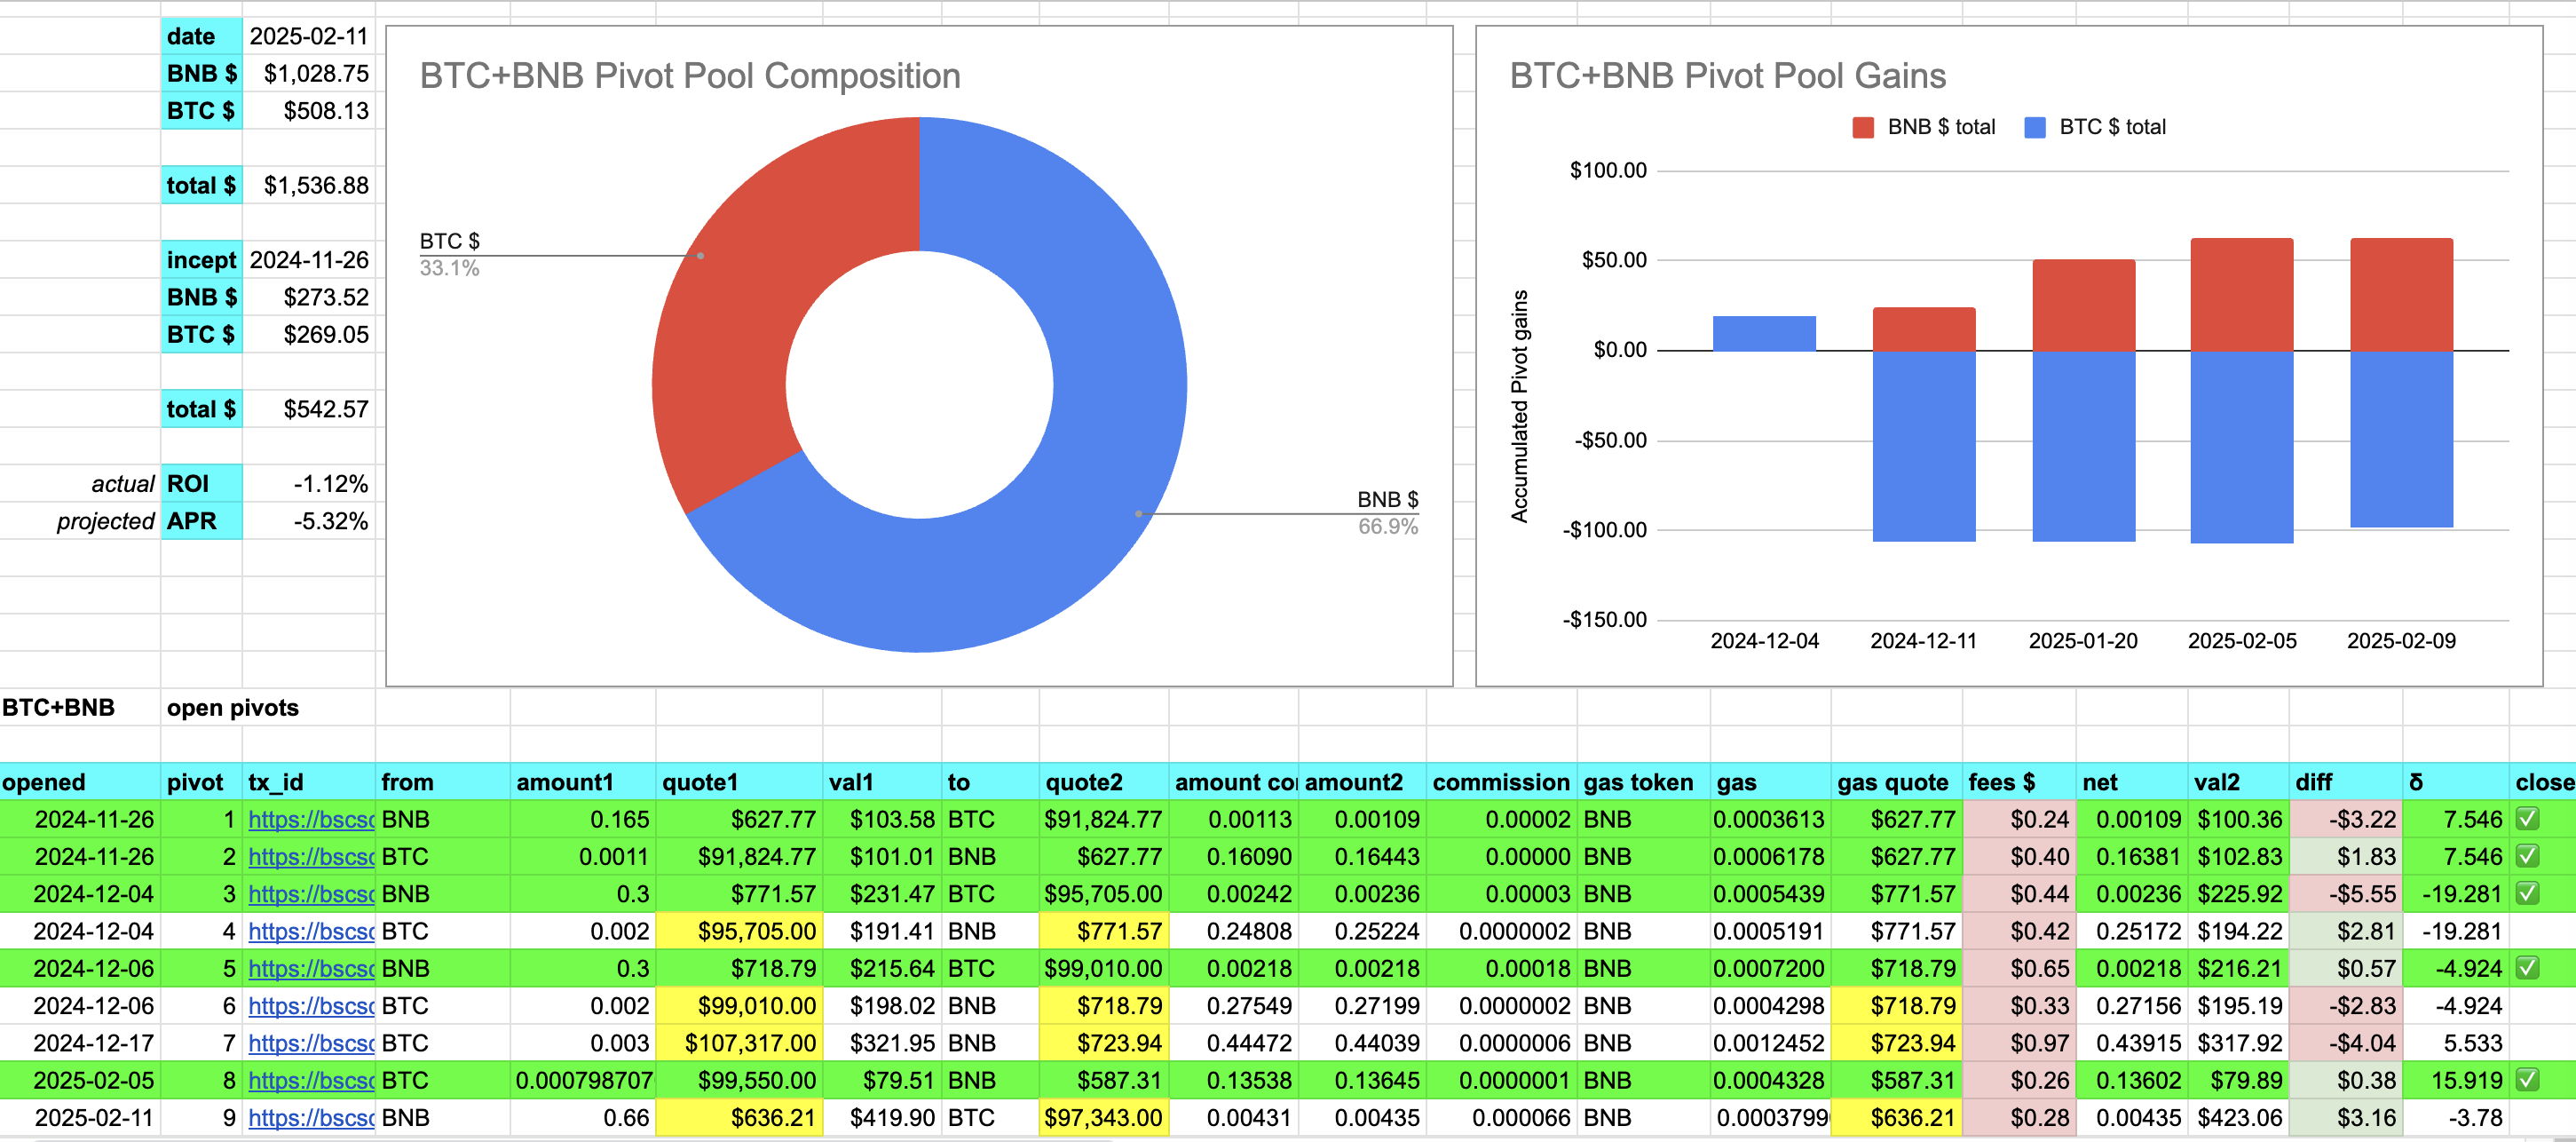 date 2025-02-11
BNB $ $1,028.75
BTC $ $508.13
total $ $1,536.88
incept 2024-11-26
BNB $ $273.52
BTC $ $269.05
total $ $542.57
actual ROI -1.12%
projected APR -5.32%
BTC+BNB Pivot Pool Composition
BTC $
33.1%
BNB $
66.9%
BTC+BNB Pivot Pool Gains
BNB $ total BTC $ total
Accumulated Pivot gains
$100.00
$50.00
$0.00
-$50.00
-$100.00
-$150.00
2024-12-04 2024-12-11 2025-01-20 2025-02-05 2025-02-09
BTC+BNB open pivots
opened pivot tx_id from amount1 quote1 val1 to quote2 amount cor amount2 commission gas token gas gas quote fees $ net val2 diff δ close
2024-11-26 1 https://bscsc BNB 0.165 $627.77 $103.58 BTC $91,824.77 0.00113 0.00109 0.00002 BNB 0.0003613 $627.77 $0.24 0.00109 $100.36 -$3.22 7.546 ✅
2024-11-26 2 https://bscsc BTC 0.0011 $91,824.77 $101.01 BNB $627.77 0.16090 0.16443 0.00000 BNB 0.0006178 $627.77 $0.40 0.16381 $102.83 $1.83 7.546 ✅
2024-12-04 3 https://bscsc BNB 0.3 $771.57 $231.47 BTC $95,705.00 0.00242 0.00236 0.00003 BNB 0.0005439 $771.57 $0.44 0.00236 $225.92 -$5.55 -19.281 ✅
2024-12-04 4 https://bscsc BTC 0.002 $95,705.00 $191.41 BNB $771.57 0.24808 0.25224 0.0000002 BNB 0.0005191 $771.57 $0.42 0.25172 $194.22 $2.81 -19.281
2024-12-06 5 https://bscsc BNB 0.3 $718.79 $215.64 BTC $99,010.00 0.00218 0.00218 0.00018 BNB 0.0007200 $718.79 $0.65 0.00218 $216.21 $0.57 -4.924 ✅
2024-12-06 6 https://bscsc BTC 0.002 $99,010.00 $198.02 BNB $718.79 0.27549 0.27199 0.0000002 BNB 0.0004298 $718.79 $0.33 0.27156 $195.19 -$2.83 -4.924
2024-12-17 7 https://bscsc BTC 0.003 $107,317.00 $321.95 BNB $723.94 0.44472 0.44039 0.0000006 BNB 0.0012452 $723.94 $0.97 0.43915 $317.92 -$4.04 5.533
2025-02-05 8 https://bscsc BTC 0.000798707 $99,550.00 $79.51 BNB $587.31 0.13538 0.13645 0.0000001 BNB 0.0004328 $587.31 $0.26 0.13602 $79.89 $0.38 15.919 ✅
2025-02-11 9 https://bscsc BNB 0.66 $636.21 $419.90 BTC $97,343.00 0.00431 0.00435 0.000066 BNB 0.0003799 $636.21 $0.28 0.00435 $423.06 $3.16 -3.78